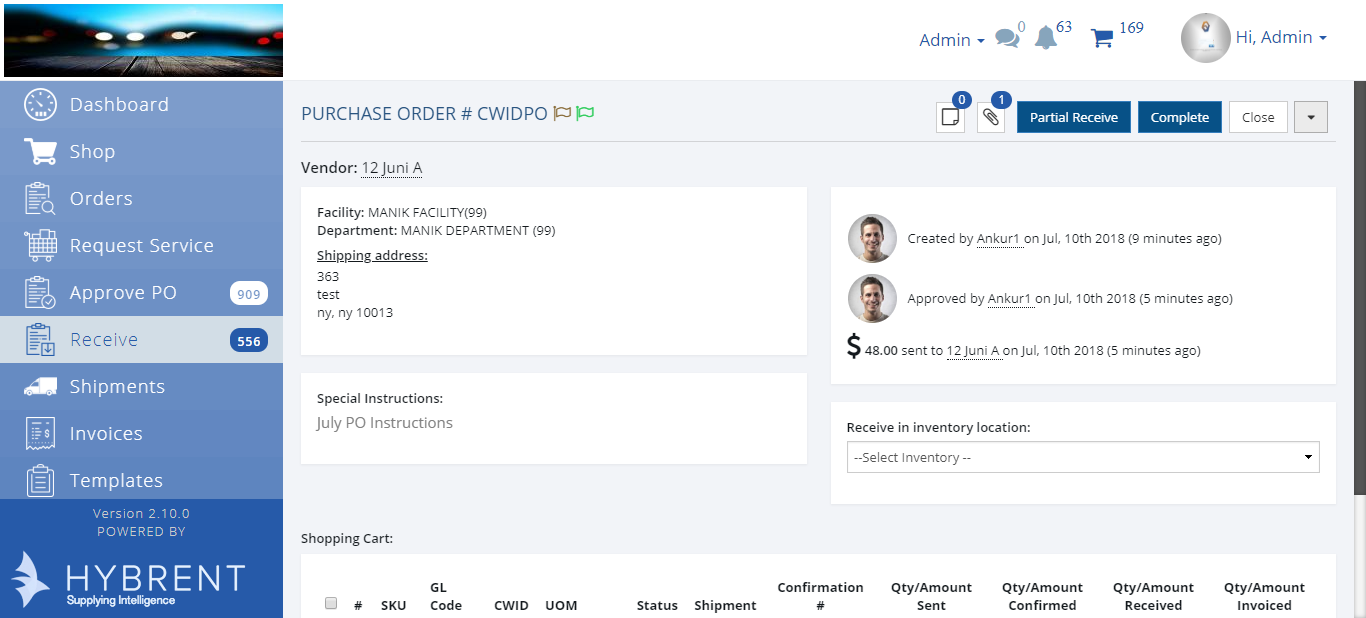 Admin
0
63
169
Hi, Admin
Dashboard
Shop
Orders
Request Service
Approve PO 909
Receive 556
Shipments
Invoices
Templates
Version 2.10.0
POWERED BY
HYBRENT
Supplying Intelligence
PURCHASE ORDER # CWIDPO
0
1
Partial Receive
Complete
Close
Vendor: 12 Juni A
Facility: MANIK FACILITY(99)
Department: MANIK DEPARTMENT (99)
Shipping address:
363
test
ny, ny 10013
Special Instructions:
July PO Instructions
Created by Ankur1 on Jul, 10th 2018 (9 minutes ago)
Approved by Ankur1 on Jul, 10th 2018 (5 minutes ago)
$ 48.00 sent to 12 Juni A on Jul, 10th 2018 (5 minutes ago)
Receive in inventory location:
--Select Inventory --
Shopping Cart:
#
SKU
GL
Code
CWID
UOM
Status
Shipment
Confirmation
#
Qty/Amount
Sent
Qty/Amount
Confirmed
Qty/Amount
Received
Qty/Amount
Invoiced